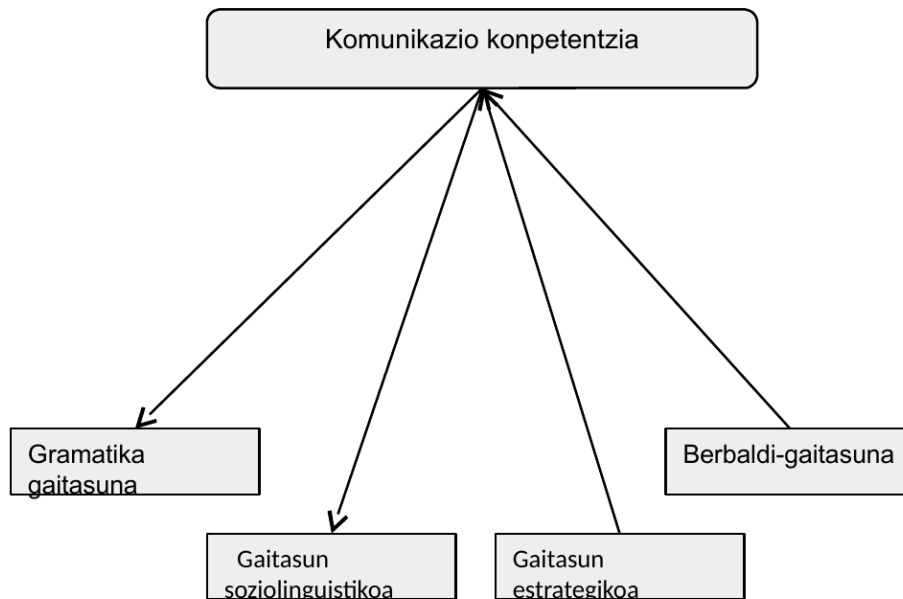 Komunikazio konpetentzia
Gramatika
gaitasuna
Berbaldi-gaitasuna
Gaitasun
soziolinguistikoa
Gaitasun
estrategikoa